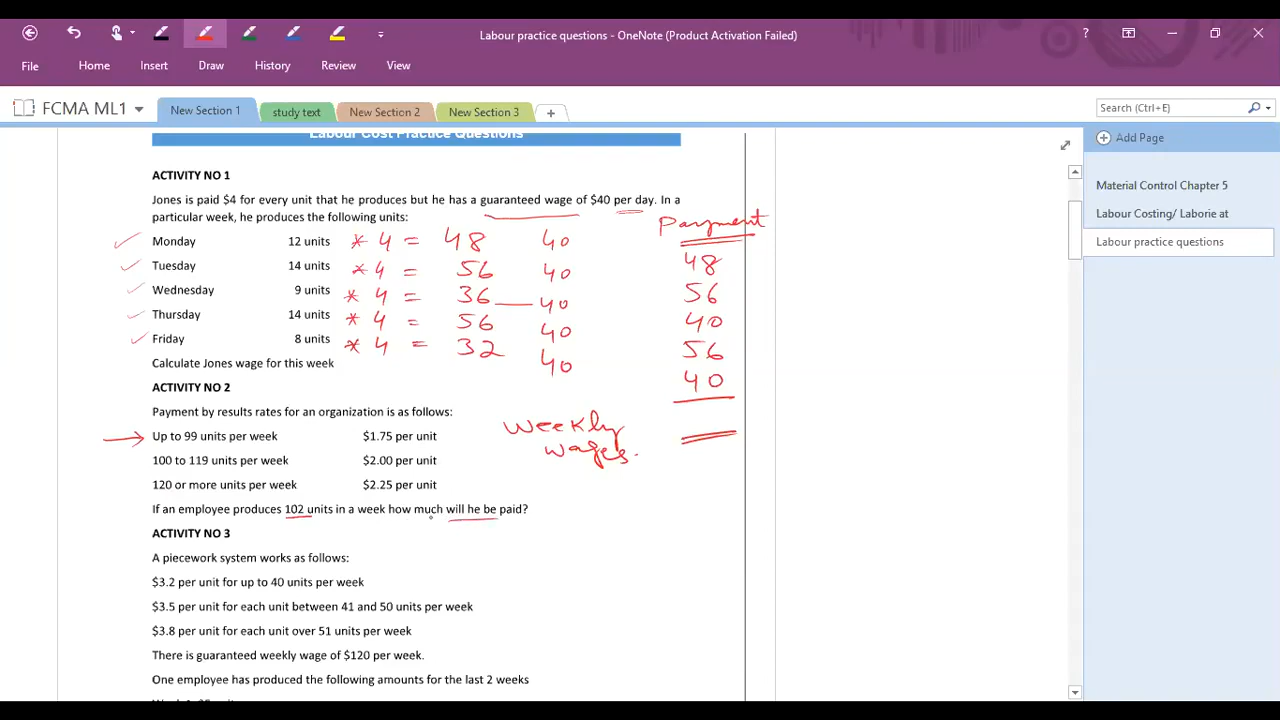 Labour practice questions - OneNote (Product Activation Failed)
?
File Home Insert Draw History Review View
FCMA ML1 New Section 1 study text New Section 2 New Section 3 +
Search (Ctrl+E)
Add Page
Material Control Chapter 5
Labour Costing/ Laborie at
Labour practice questions
Labour Cost Practice Questions
ACTIVITY NO 1
Jones is paid $4 for every unit that he produces but he has a guaranteed wage of $40 per day. In a
particular week, he produces the following units:
Payment
Monday 12 units * 4 = 48 40 48
Tuesday 14 units * 4 = 56 40 56
Wednesday 9 units * 4 = 36 40 40
Thursday 14 units * 4 = 56 40 56
Friday 8 units * 4 = 32 40 40
Calculate Jones wage for this week
ACTIVITY NO 2
Payment by results rates for an organization is as follows:
Weekly
wages.
Up to 99 units per week $1.75 per unit
100 to 119 units per week $2.00 per unit
120 or more units per week $2.25 per unit
If an employee produces 102 units in a week how much will he be paid?
ACTIVITY NO 3
A piecework system works as follows:
$3.2 per unit for up to 40 units per week
$3.5 per unit for each unit between 41 and 50 units per week
$3.8 per unit for each unit over 51 units per week
There is guaranteed weekly wage of $120 per week.
One employee has produced the following amounts for the last 2 weeks